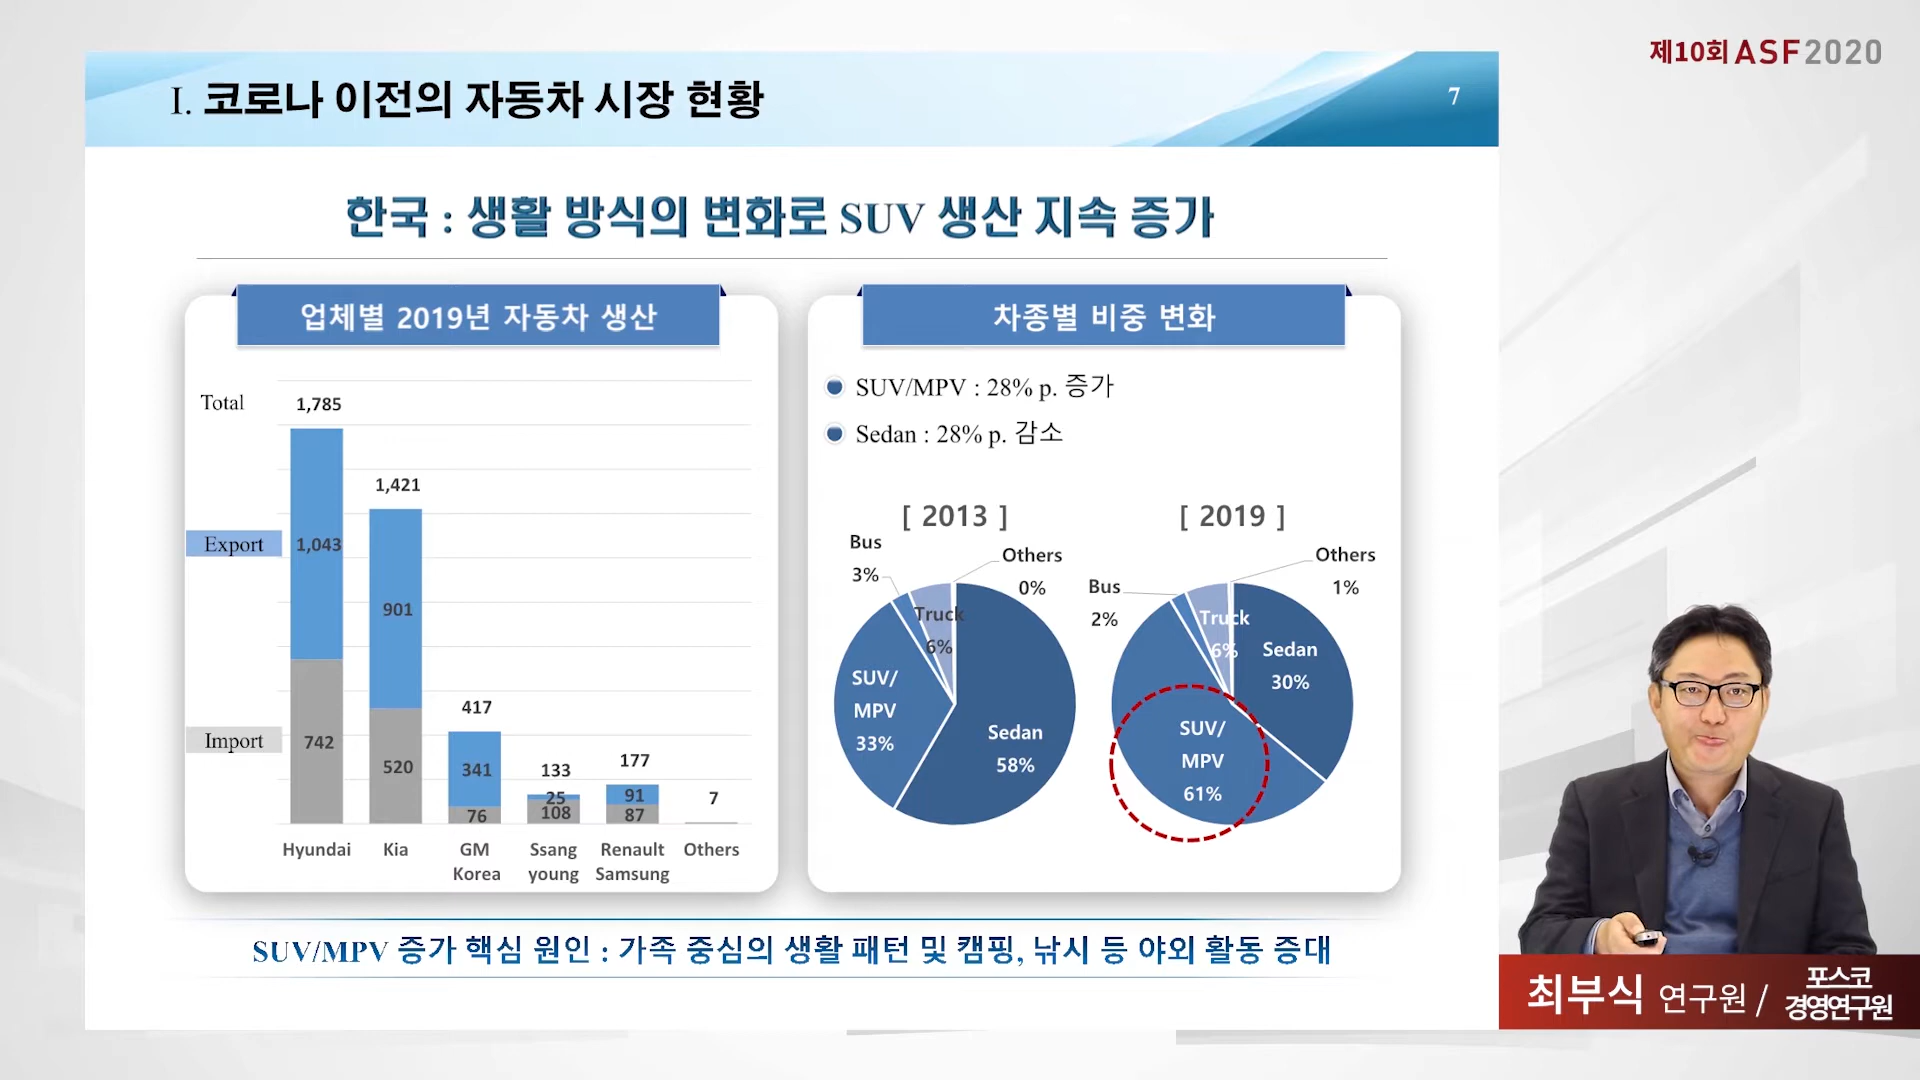 제10회 ASF2020
I. 코로나 이전의 자동차 시장 현황
7
한국 : 생활 방식의 변화로 SUV 생산 지속 증가
업체별 2019년 자동차 생산
Total
1,785
1,421
417
133
177
7
Export
1,043
901
341
25
91
Import
742
520
76
108
87
Hyundai
Kia
GM
Korea
Ssang
young
Renault
Samsung
Others
차종별 비중 변화
SUV/MPV : 28% p. 증가
Sedan : 28% p. 감소
[ 2013 ]
Bus
3%
Others
0%
Truck
6%
SUV/
MPV
33%
Sedan
58%
[ 2019 ]
Bus
2%
Others
1%
Truck
6%
Sedan
30%
SUV/
MPV
61%
SUV/MPV 증가 핵심 원인 : 가족 중심의 생활 패턴 및 캠핑, 낚시 등 야외 활동 증대
최부식 연구원 / 포스코
경영연구원